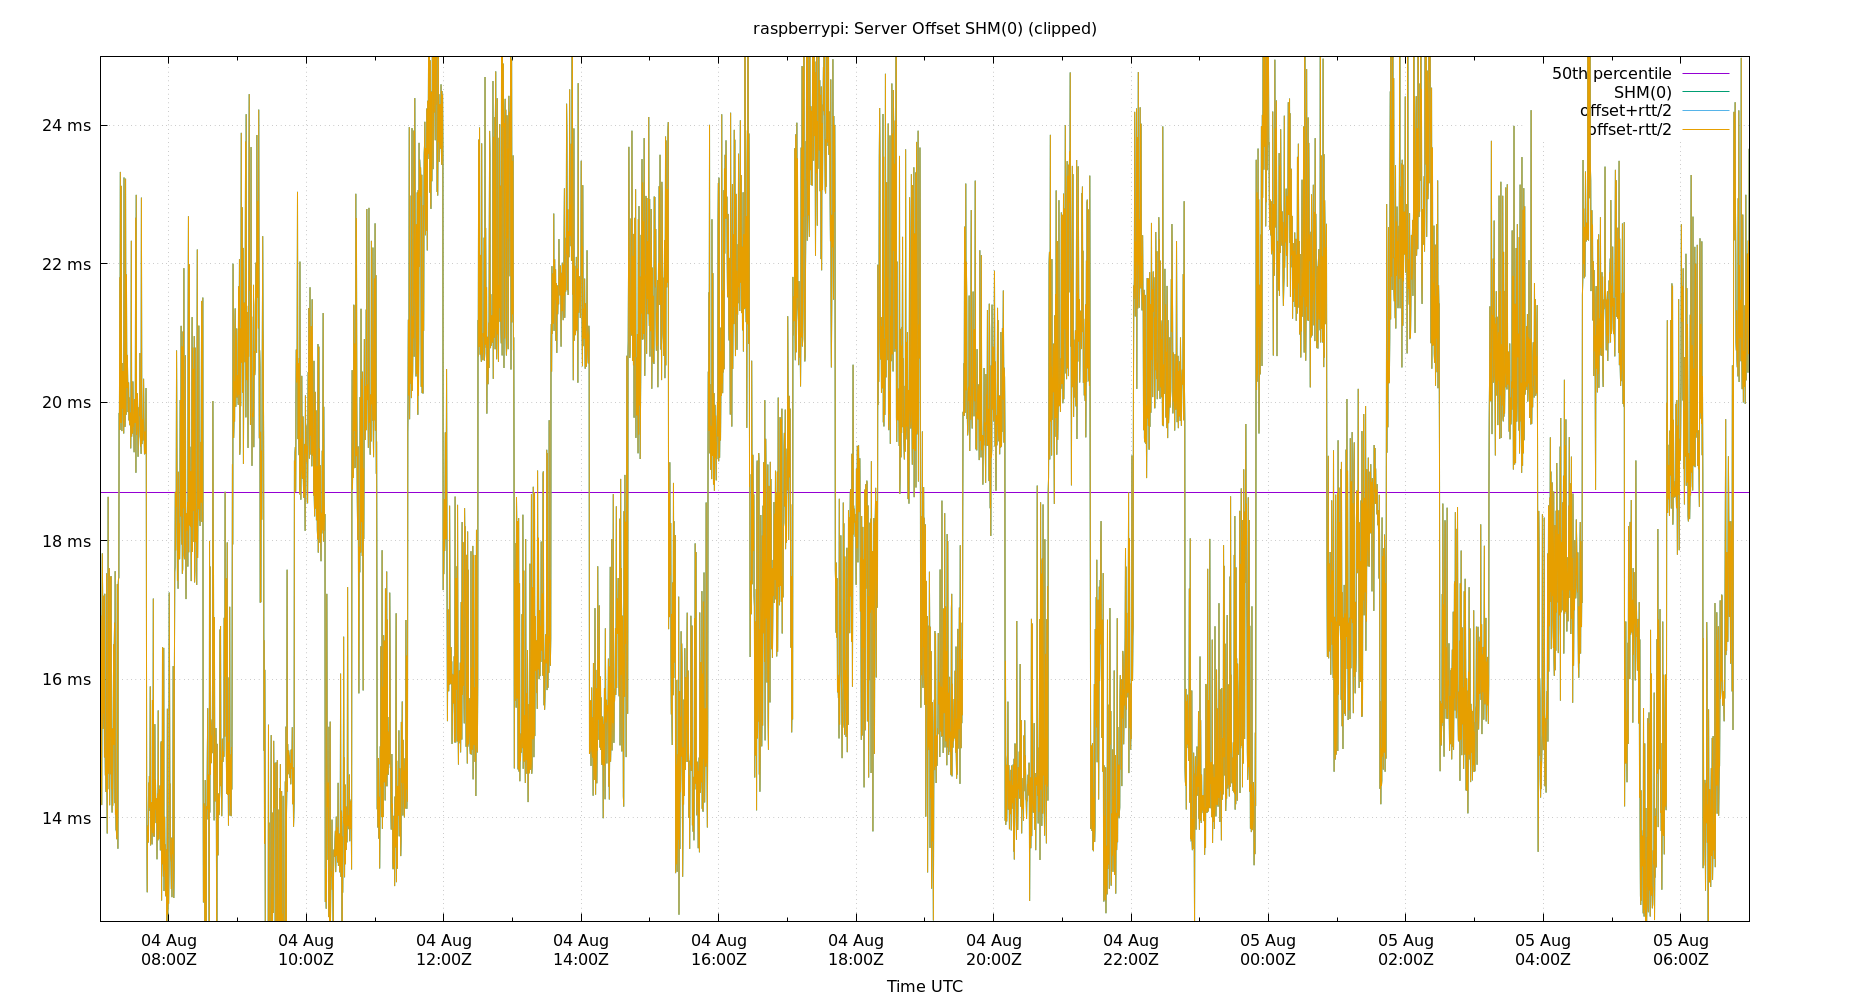 raspberrypi: Server Offset SHM(0) (clipped)
50th percentile
SHM(0)
offset+rtt/2
offset-rtt/2
24 ms
22 ms
20 ms
18 ms
16 ms
14 ms
04 Aug 04 Aug 04 Aug 04 Aug 04 Aug 04 Aug 04 Aug 04 Aug 05 Aug 05 Aug 05 Aug 05 Aug
08:00Z 10:00Z 12:00Z 14:00Z 16:00Z 18:00Z 20:00Z 22:00Z 00:00Z 02:00Z 04:00Z 06:00Z
Time UTC